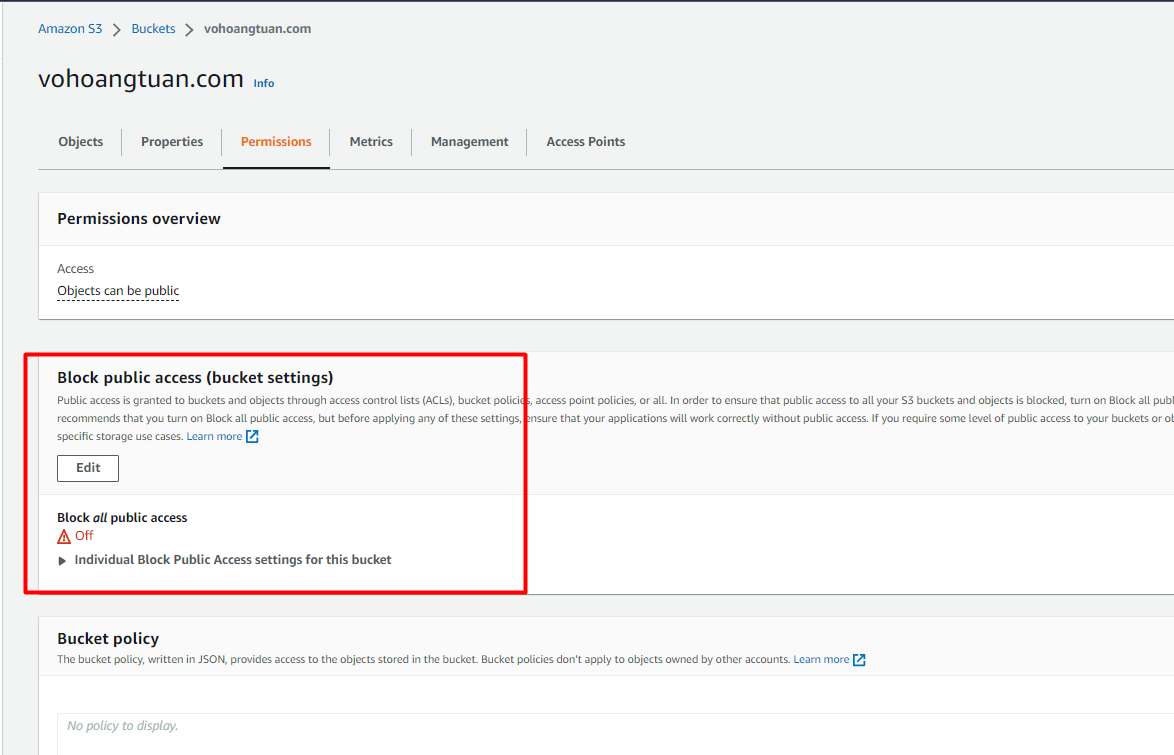 Amazon S3 > Buckets > vohoangtuan.com
vohoangtuan.com Info
Objects Properties Permissions Metrics Management Access Points
Permissions overview
Access
Objects can be public
Block public access (bucket settings)
Public access is granted to buckets and objects through access control lists (ACLs), bucket policies, access point policies, or all. In order to ensure that public access to all your S3 buckets and objects is blocked, turn on Block all publ
recommends that you turn on Block all public access, but before applying any of these settings, ensure that your applications will work correctly without public access. If you require some level of public access to your buckets or ob
specific storage use cases. Learn more
Edit
Block all public access
Off
Individual Block Public Access settings for this bucket
Bucket policy
The bucket policy, written in JSON, provides access to the objects stored in the bucket. Bucket policies don't apply to objects owned by other accounts. Learn more
No policy to display.